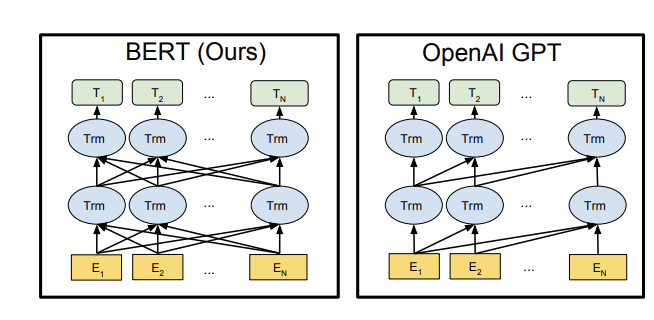 BERT (Ours)
T1 T2 ... TN
Trm Trm ... Trm
Trm Trm ... Trm
E1 E2 ... EN
OpenAI GPT
T1 T2 ... TN
Trm Trm ... Trm
Trm Trm ... Trm
E1 E2 ... EN